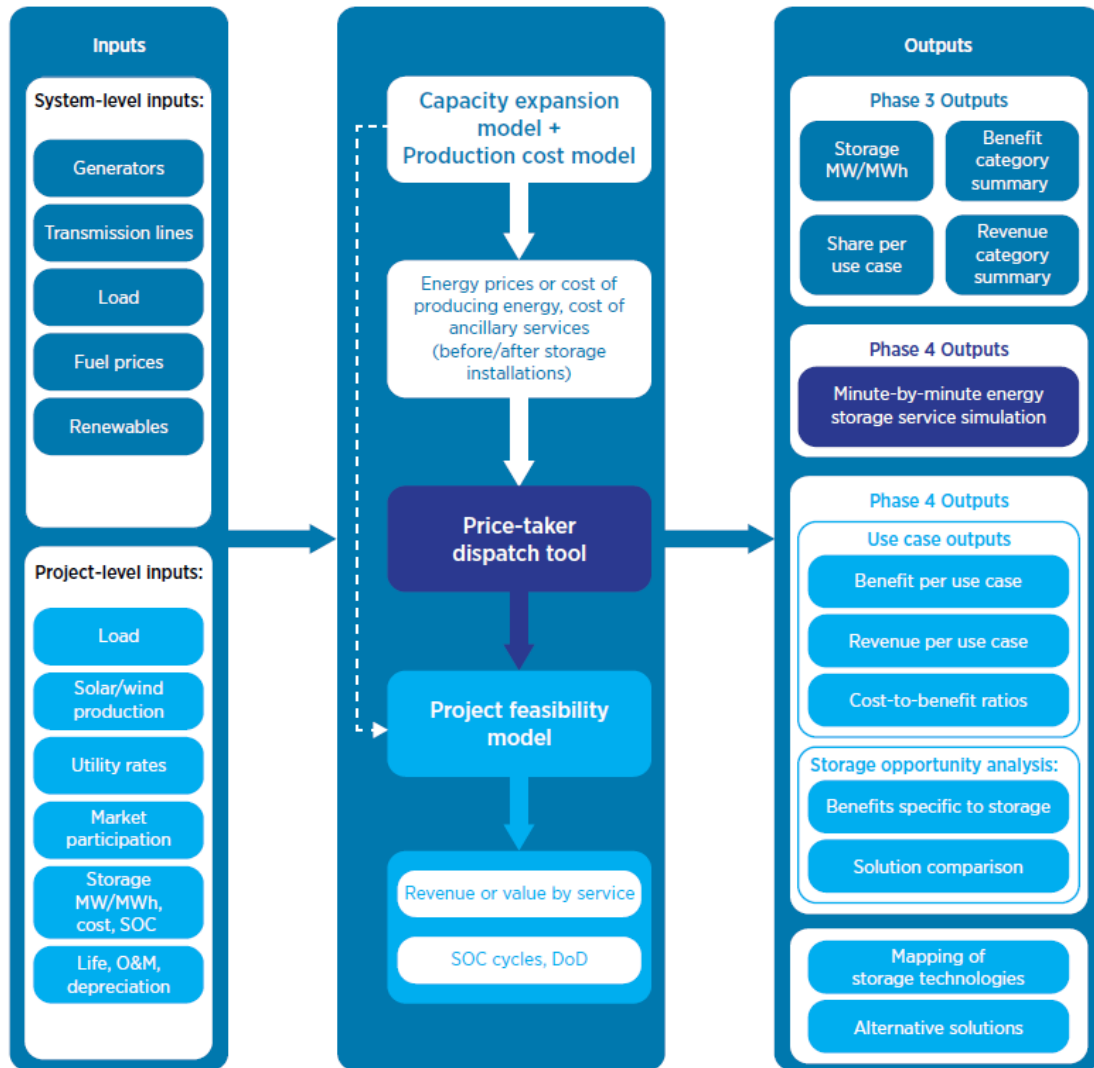 Inputs
System-level inputs:
Generators
Transmission lines
Load
Fuel prices
Renewables
Project-level inputs:
Load
Solar/wind
production
Utility rates
Market
participation
Storage
MW/MWh,
cost, SOC
Life, O&M,
depreciation
Capacity expansion
model +
Production cost model
Energy prices or cost of
producing energy, cost of
ancillary services
(before/after storage
installations)
Price-taker
dispatch tool
Project feasibility
model
Revenue or value by service
SOC cycles, DoD
Outputs
Phase 3 Outputs
Storage
MW/MWh
Benefit
category
summary
Share per
use case
Revenue
category
summary
Phase 4 Outputs
Minute-by-minute energy
storage service simulation
Phase 4 Outputs
Use case outputs
Benefit per use case
Revenue per use case
Cost-to-benefit ratios
Storage opportunity analysis:
Benefits specific to storage
Solution comparison
Mapping of
storage technologies
Alternative solutions